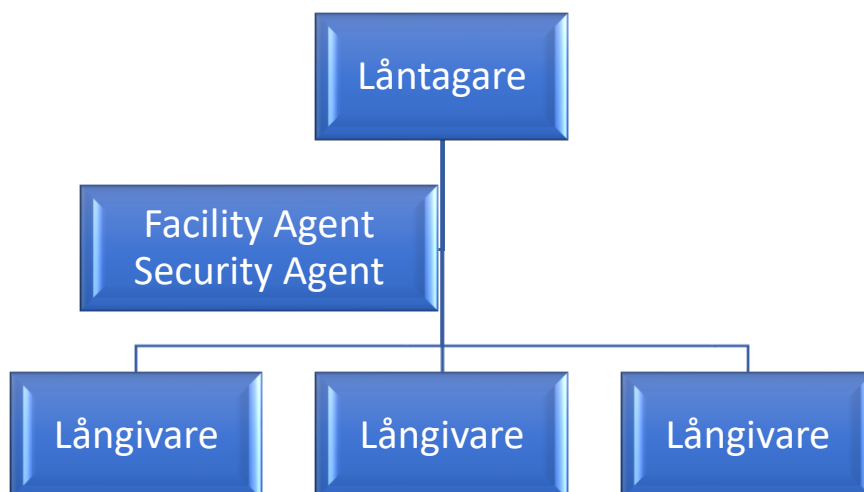 Låntagare
Facility Agent
Security Agent
Långivare
Långivare
Långivare